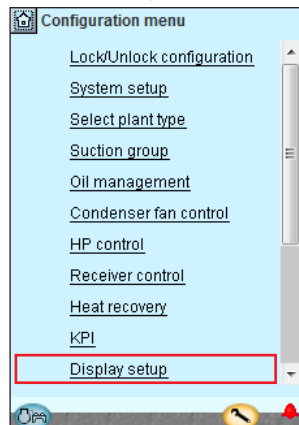 Configuration menu
Lock/Unlock configuration
System setup
Select plant type
Suction group
Oil management
Condenser fan control
HP control
Receiver control
Heat recovery
KPI
Display setup